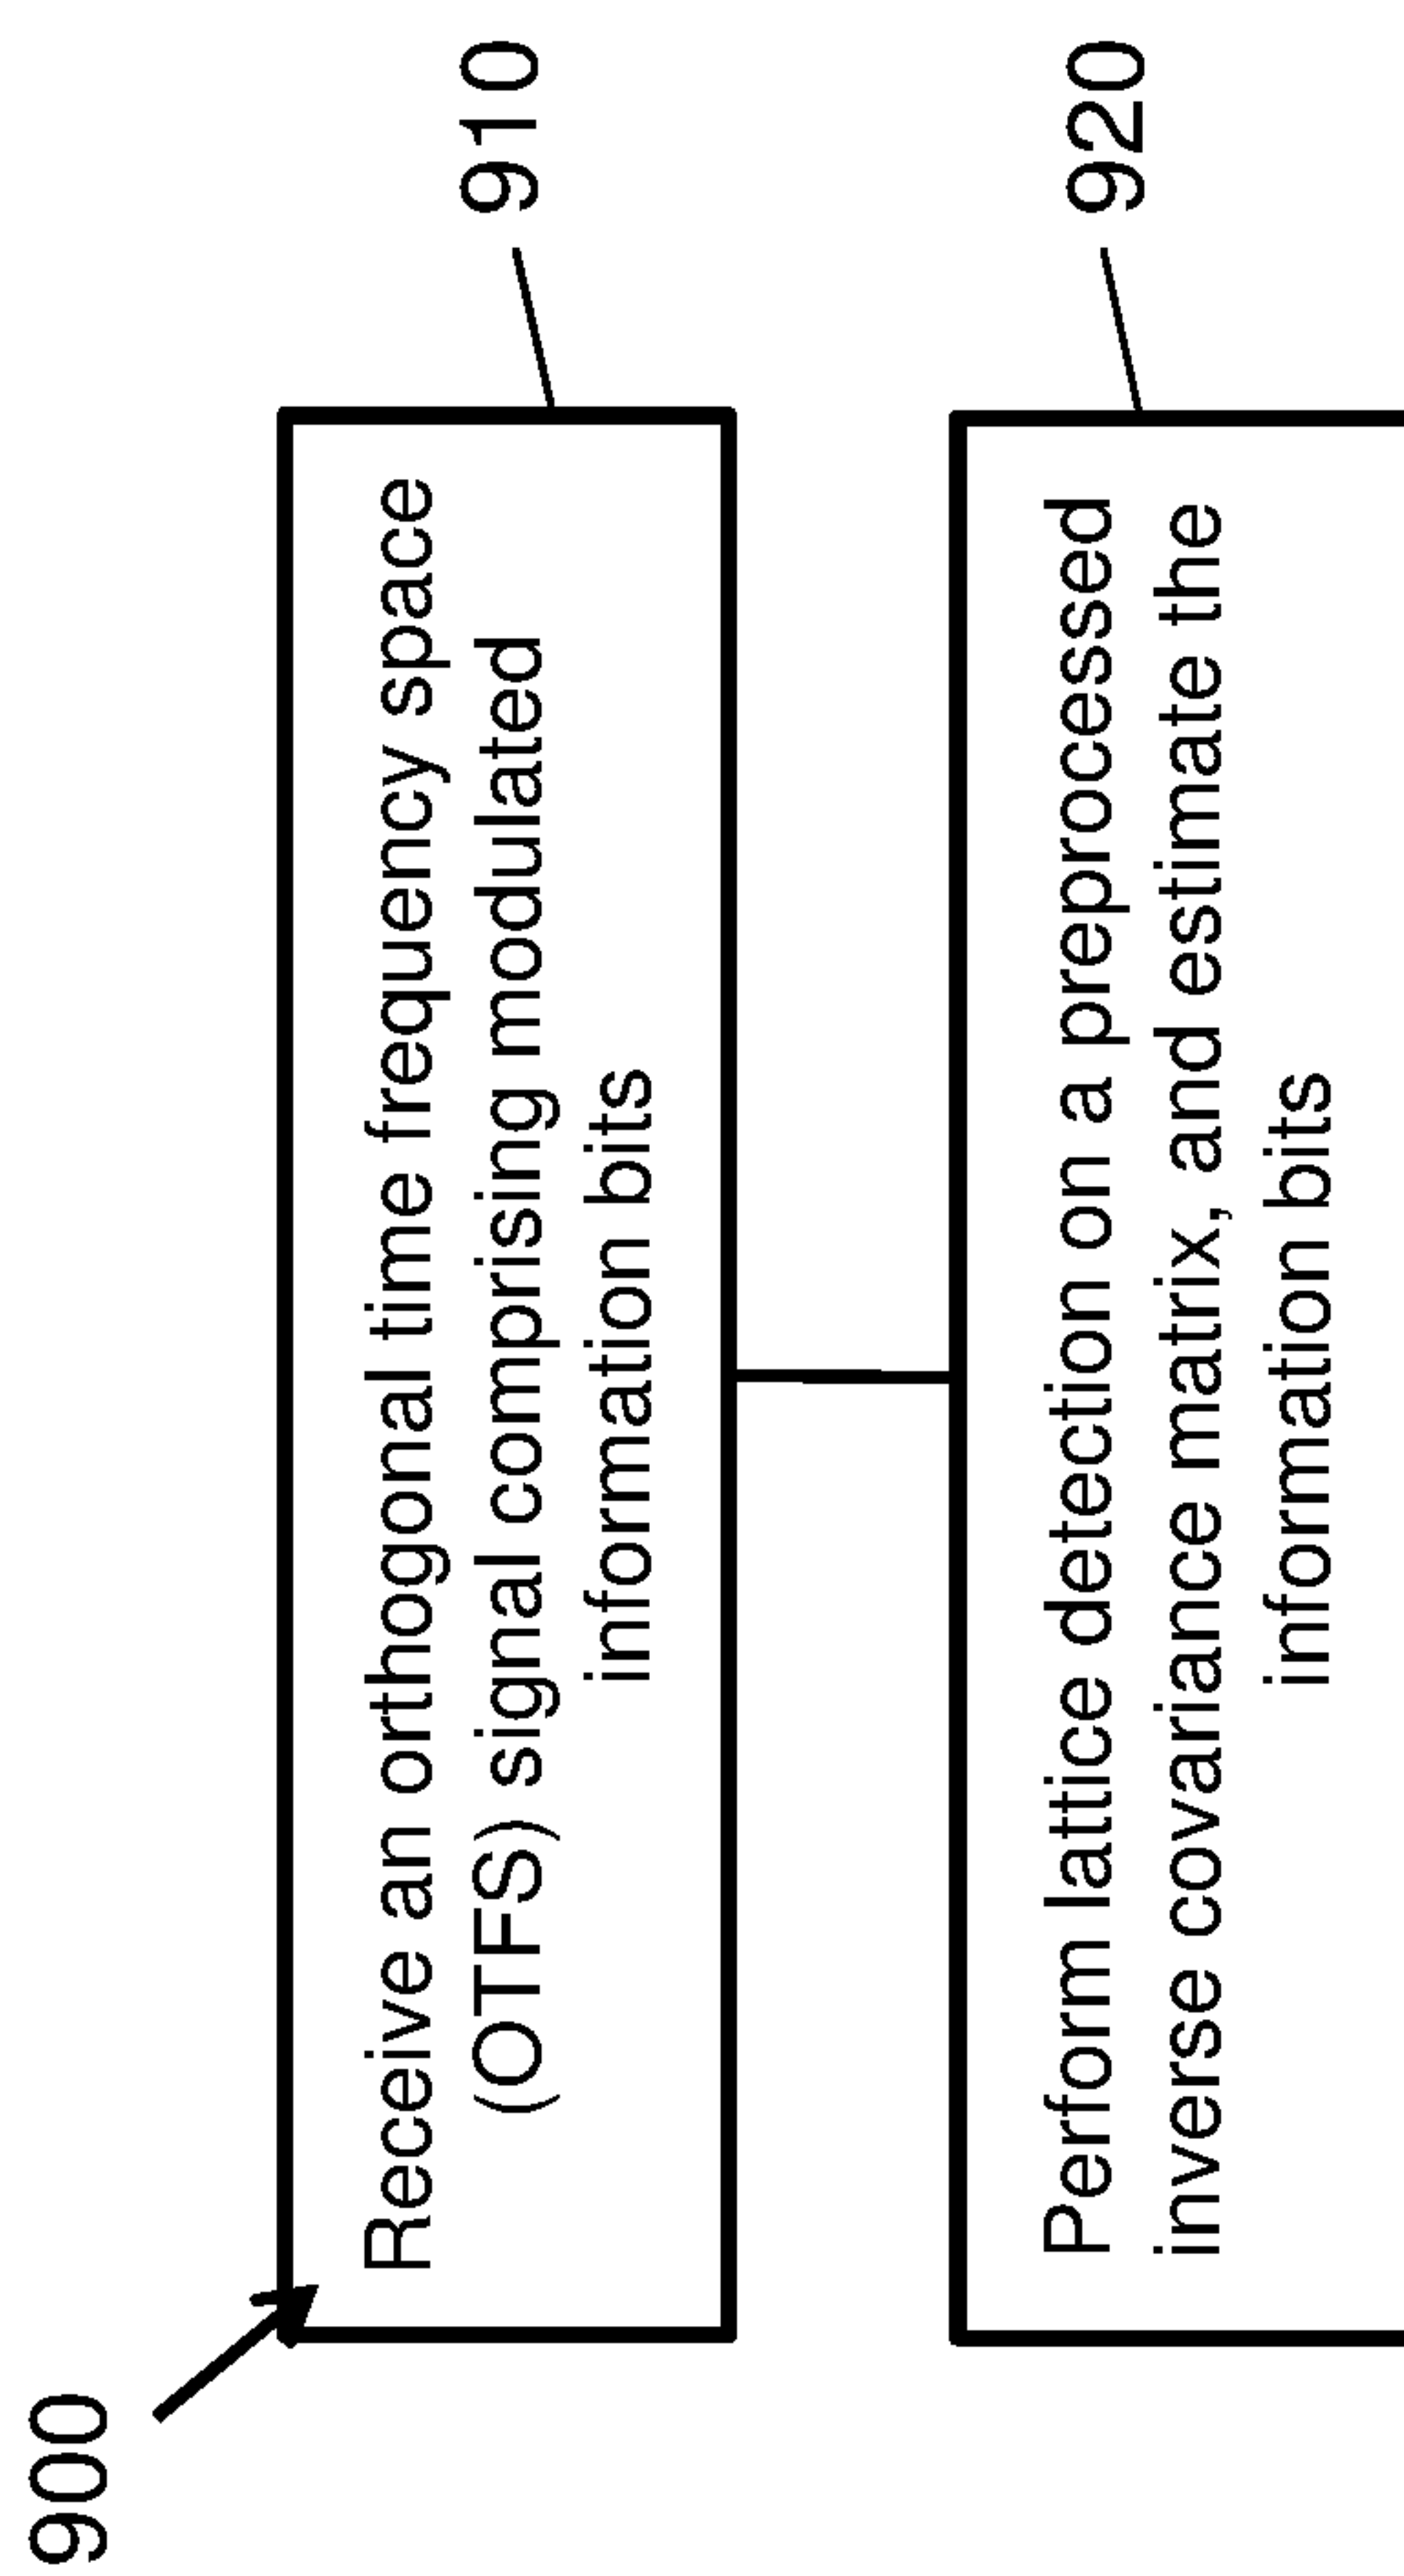 900
Receive an orthogonal time frequency space
(OTFS) signal comprising modulated
information bits
910
Perform lattice detection on a preprocessed
inverse covariance matrix, and estimate the
information bits
920